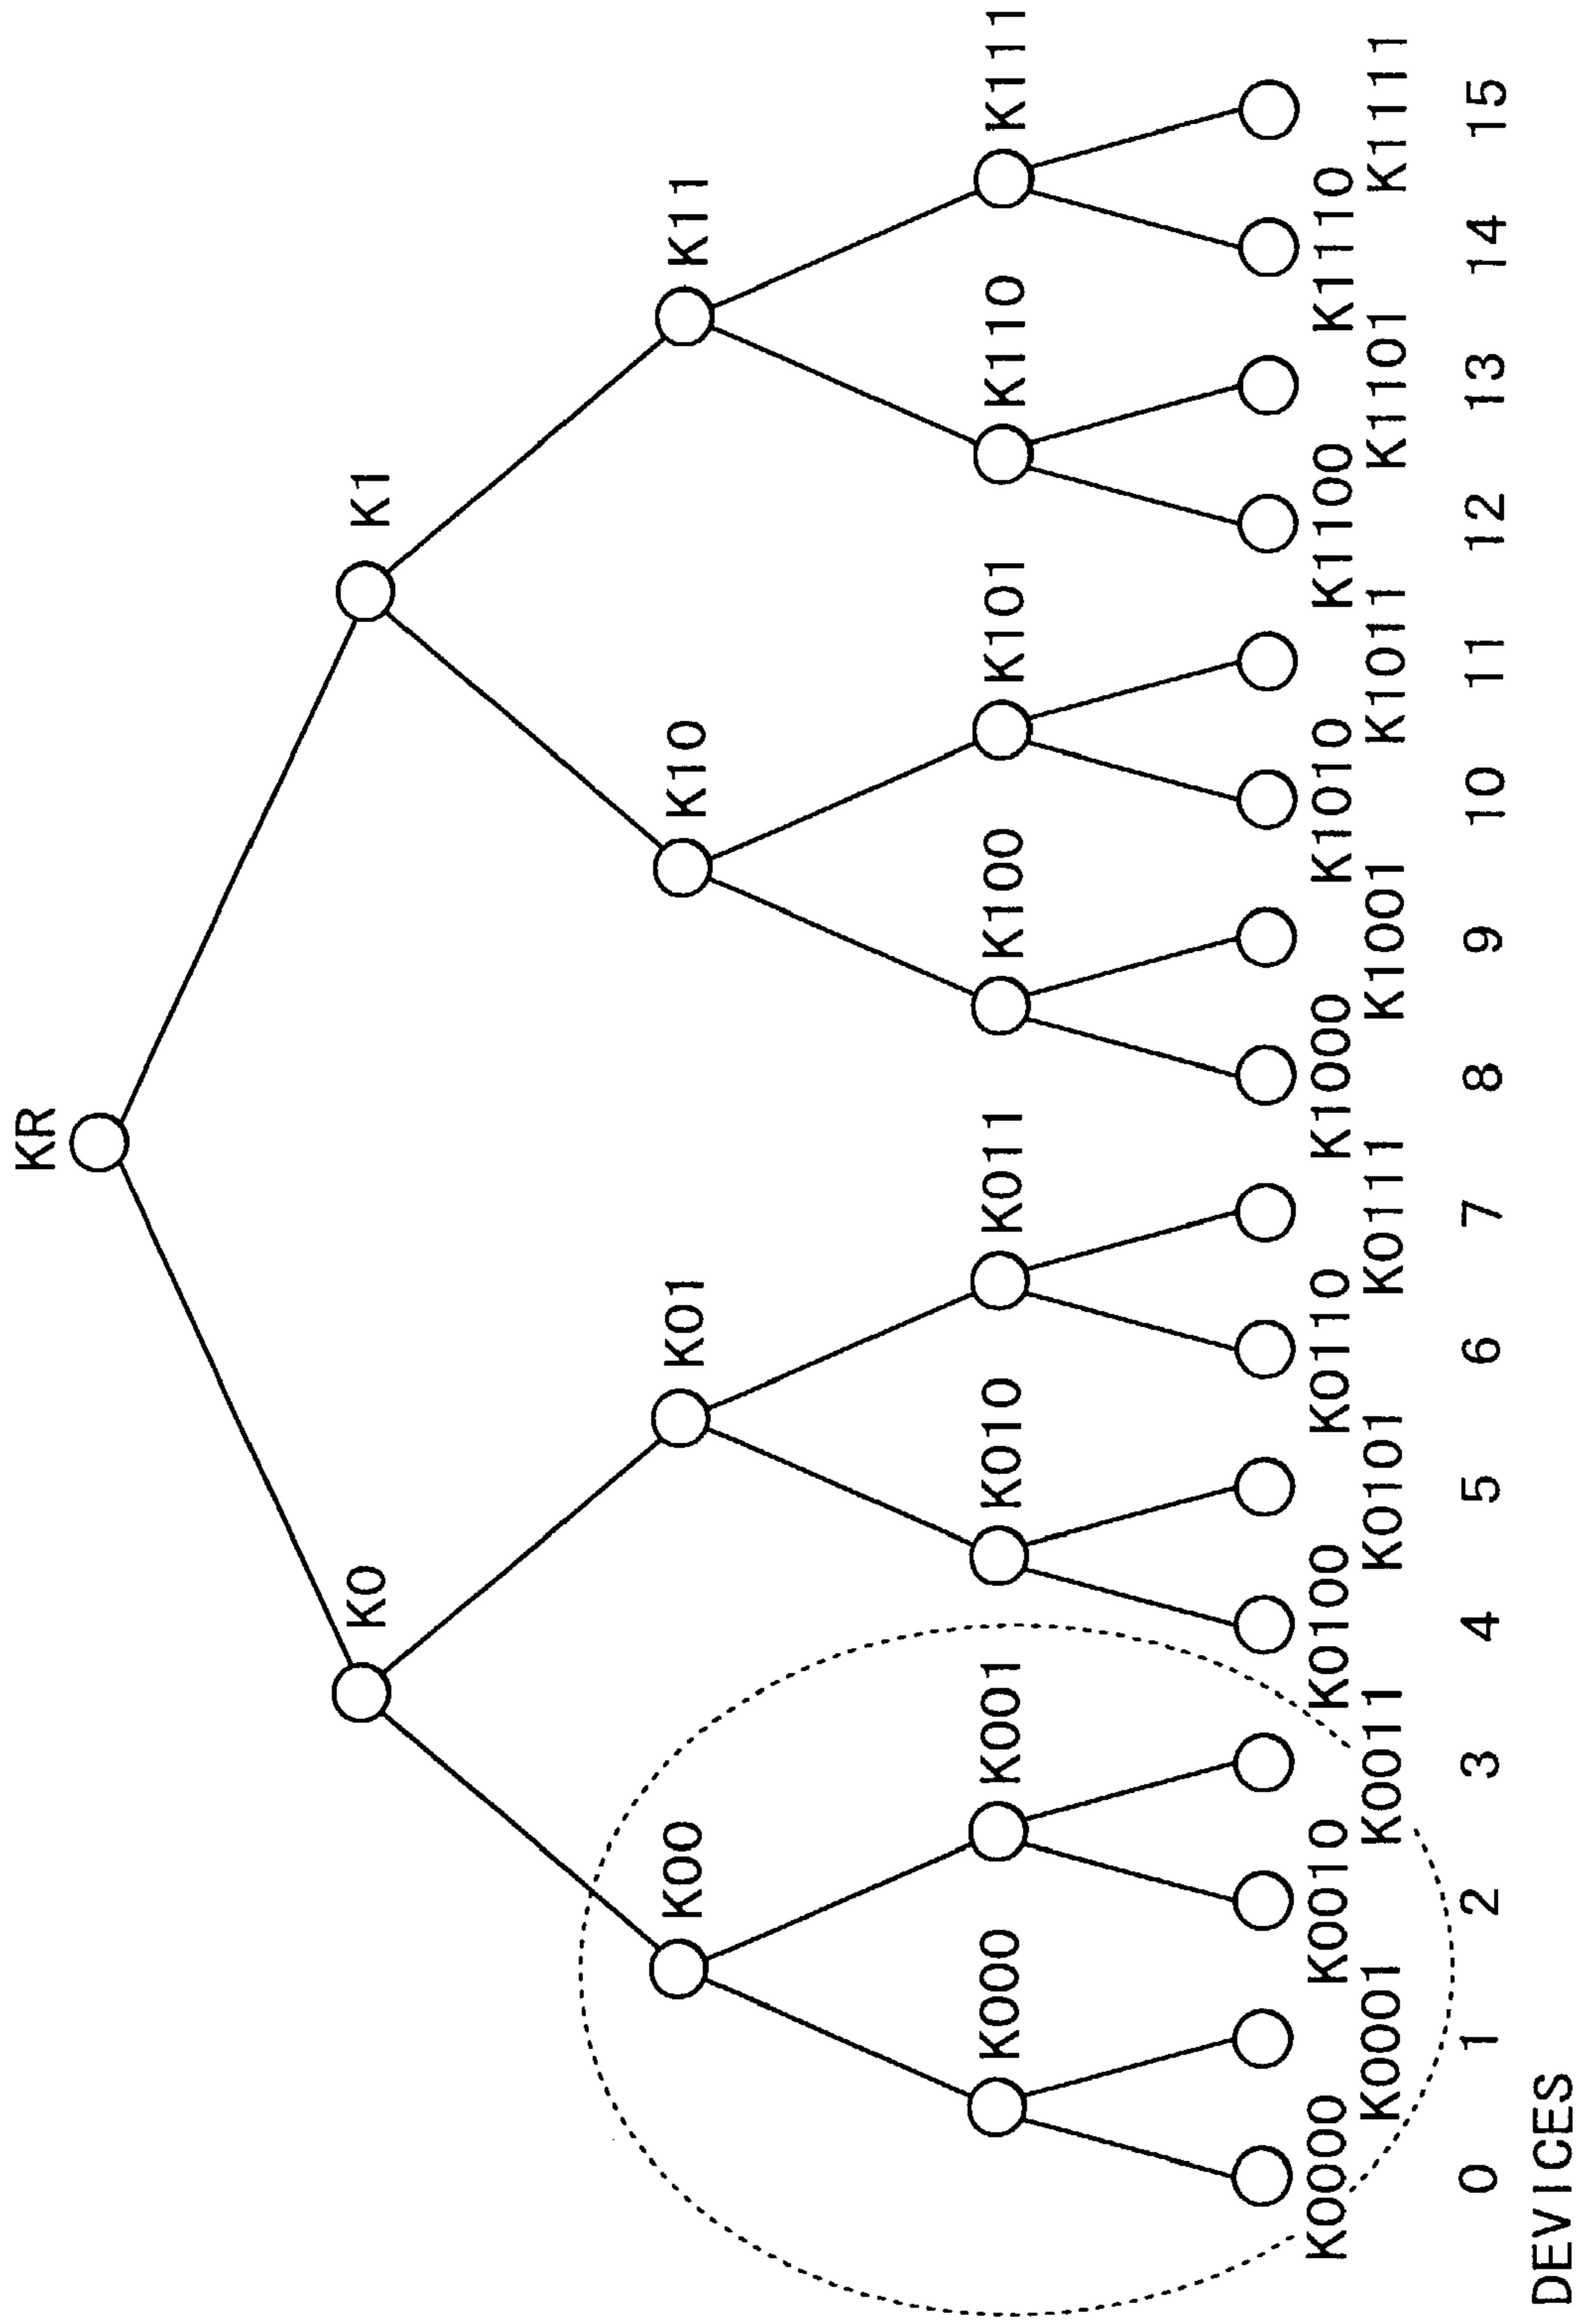 KR
K0 K1
K00 K01 K10 K11
K000 K001 K010 K011 K100 K101 K110 K111
K0000 K0010 K0100 K0110 K1000 K1010 K1100 K1110
K0001 K0011 K0101 K0111 K1001 K1011 K1101 K1111
0 1 2 3 4 5 6 7 8 9 10 11 12 13 14 15
DEVICES